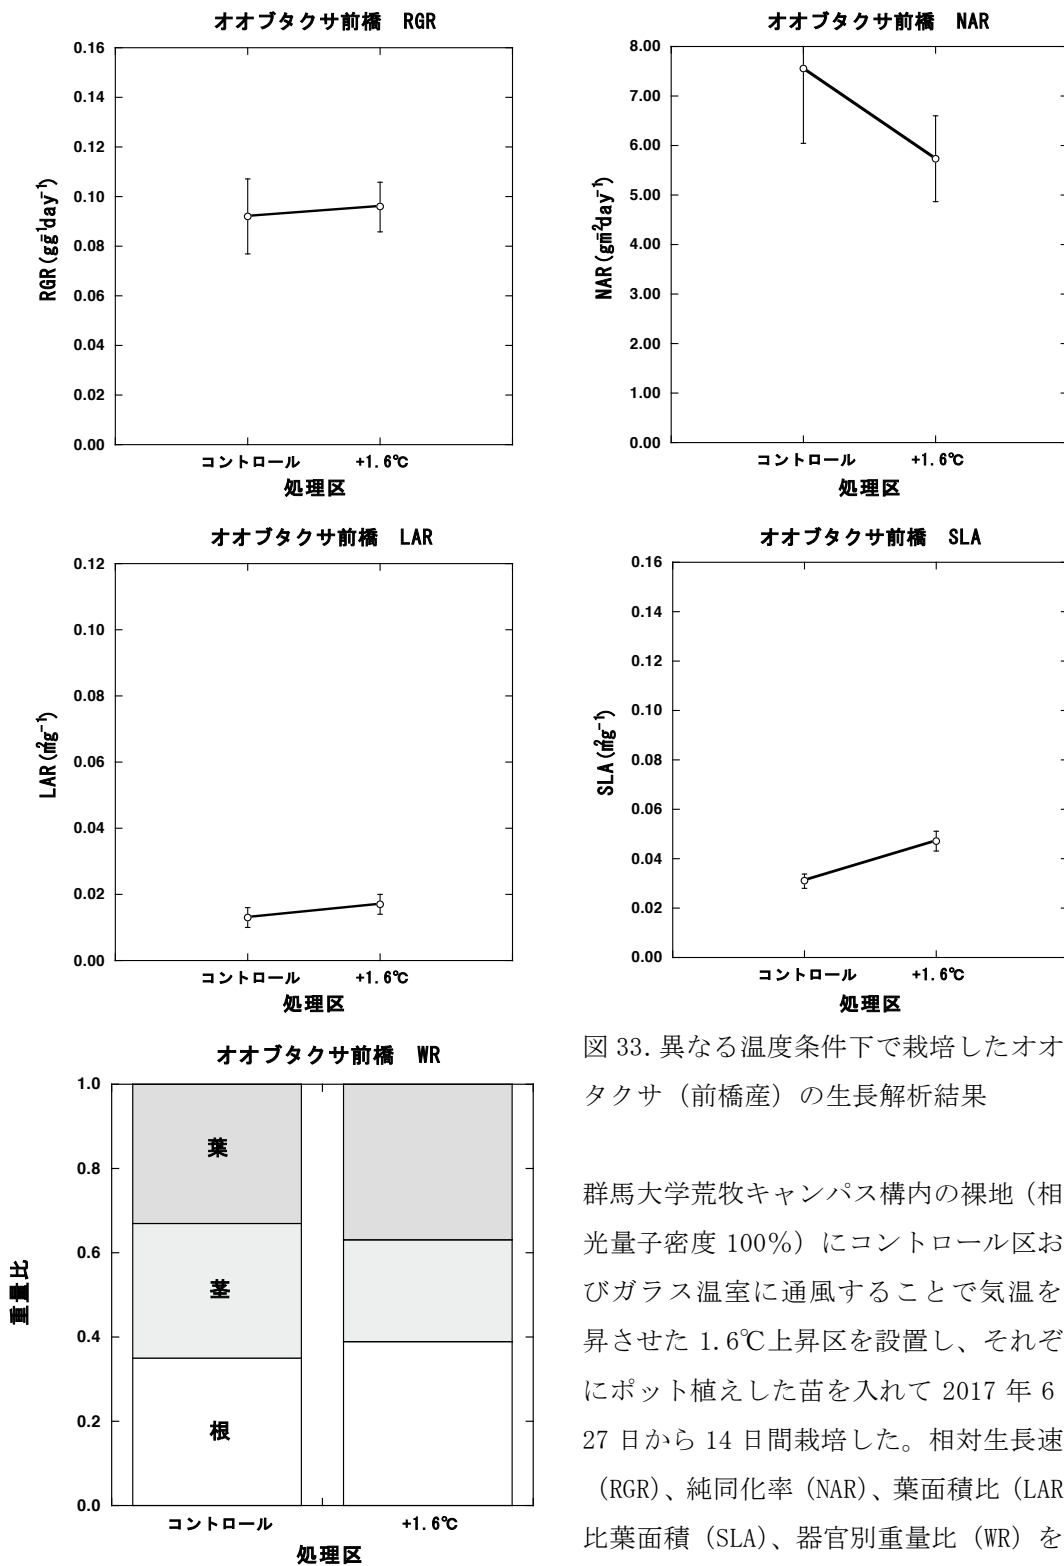 オオブタクサ前橋 RGR
0.16
0.14
0.12
0.10
0.08
0.06
0.04
0.02
0.00
RGR(gg⁻¹day⁻¹)
コントロール +1.6℃
処理区
オオブタクサ前橋 NAR
8.00
7.00
6.00
5.00
4.00
3.00
2.00
1.00
0.00
NAR(gm⁻²day⁻¹)
コントロール +1.6℃
処理区
オオブタクサ前橋 LAR
0.12
0.10
0.08
0.06
0.04
0.02
0.00
LAR(m²g⁻¹)
コントロール +1.6℃
処理区
オオブタクサ前橋 SLA
0.16
0.14
0.12
0.10
0.08
0.06
0.04
0.02
0.00
SLA(m²g⁻¹)
コントロール +1.6℃
処理区
オオブタクサ前橋 WR
1.0
0.8
0.6
0.4
0.2
0.0
重量比
葉
茎
根
コントロール +1.6℃
処理区
図 33. 異なる温度条件下で栽培したオオ
タクサ（前橋産）の生長解析結果
群馬大学荒牧キャンパス構内の裸地（相
光量子密度 100％）にコントロール区お
びガラス温室に通風することで気温を
昇させた 1.6℃上昇区を設置し、それぞ
にポット植えした苗を入れて 2017 年 6
27 日から 14 日間栽培した。相対生長速
（RGR）、純同化率（NAR）、葉面積比（LAR
比葉面積（SLA）、器官別重量比（WR）を